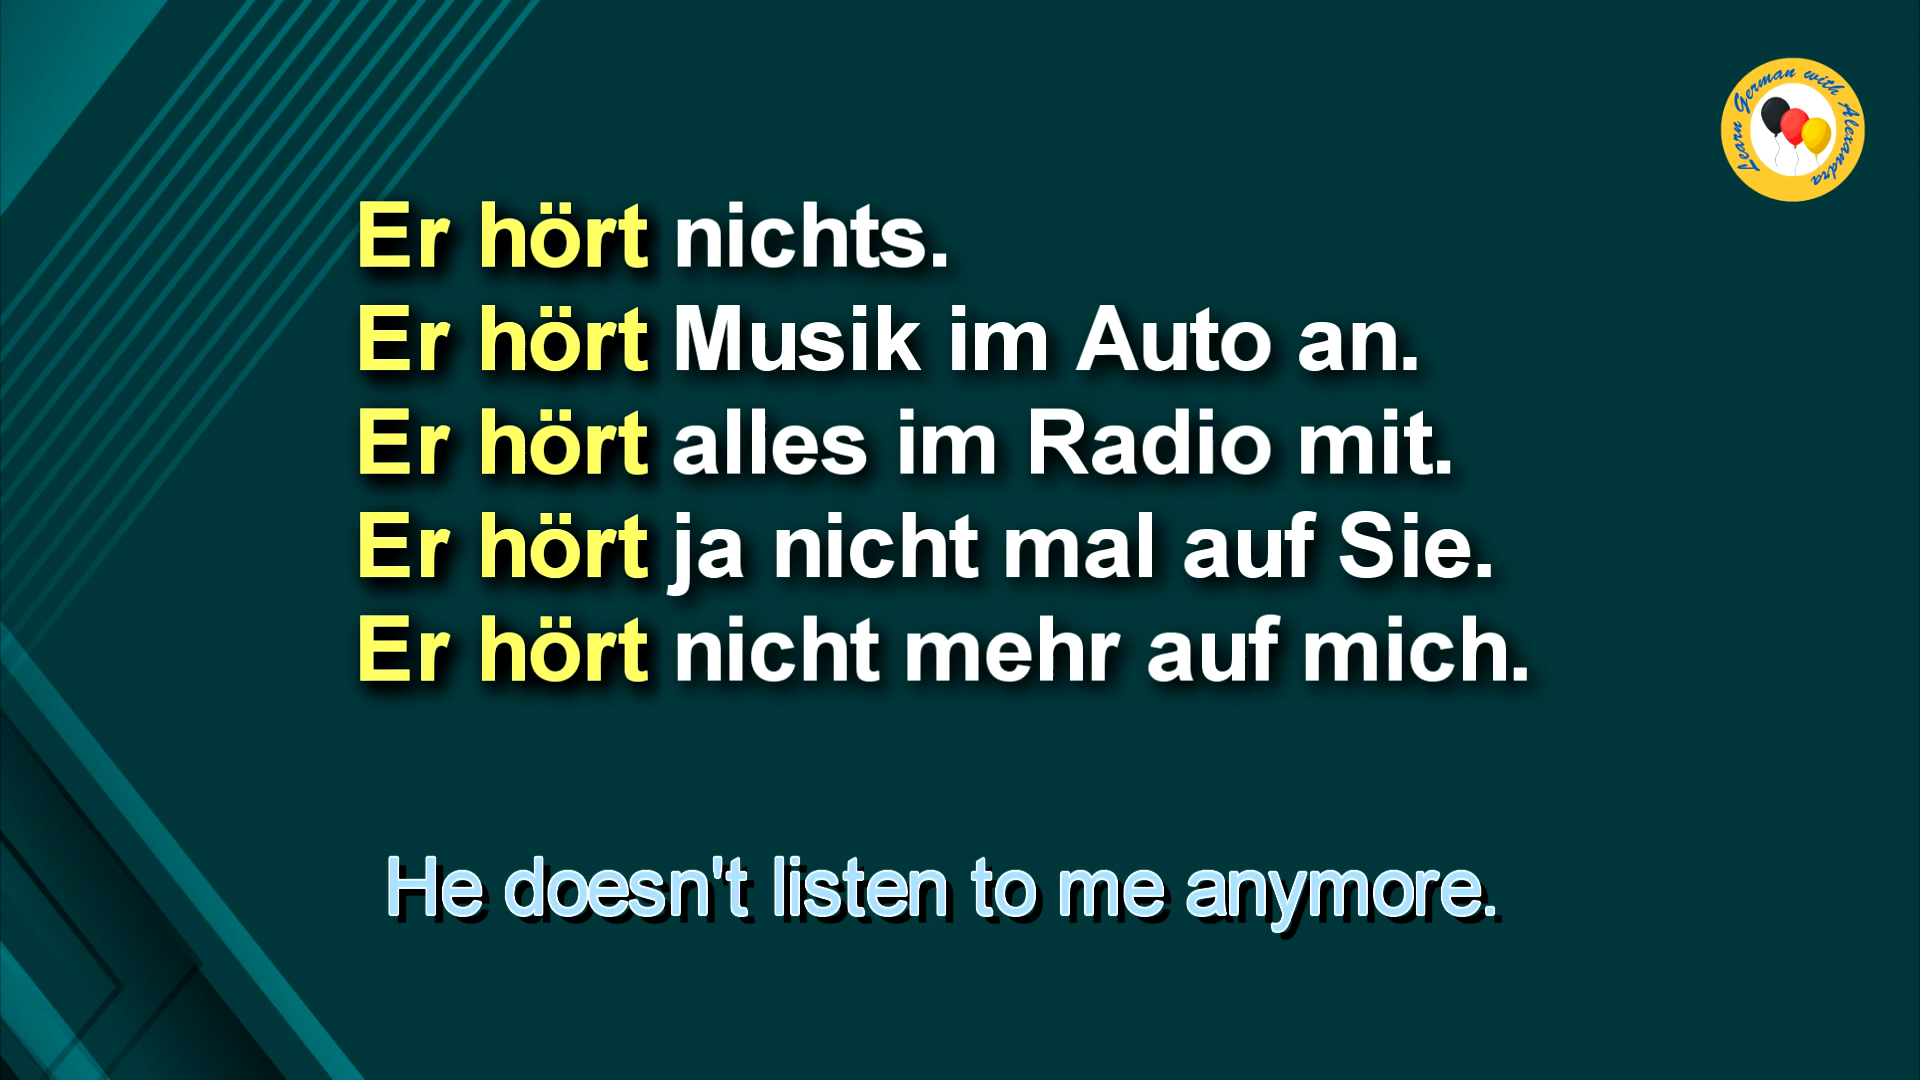 Learn German with Alexandra
Er hört nichts.
Er hört Musik im Auto an.
Er hört alles im Radio mit.
Er hört ja nicht mal auf Sie.
Er hört nicht mehr auf mich.
He doesn't listen to me anymore.